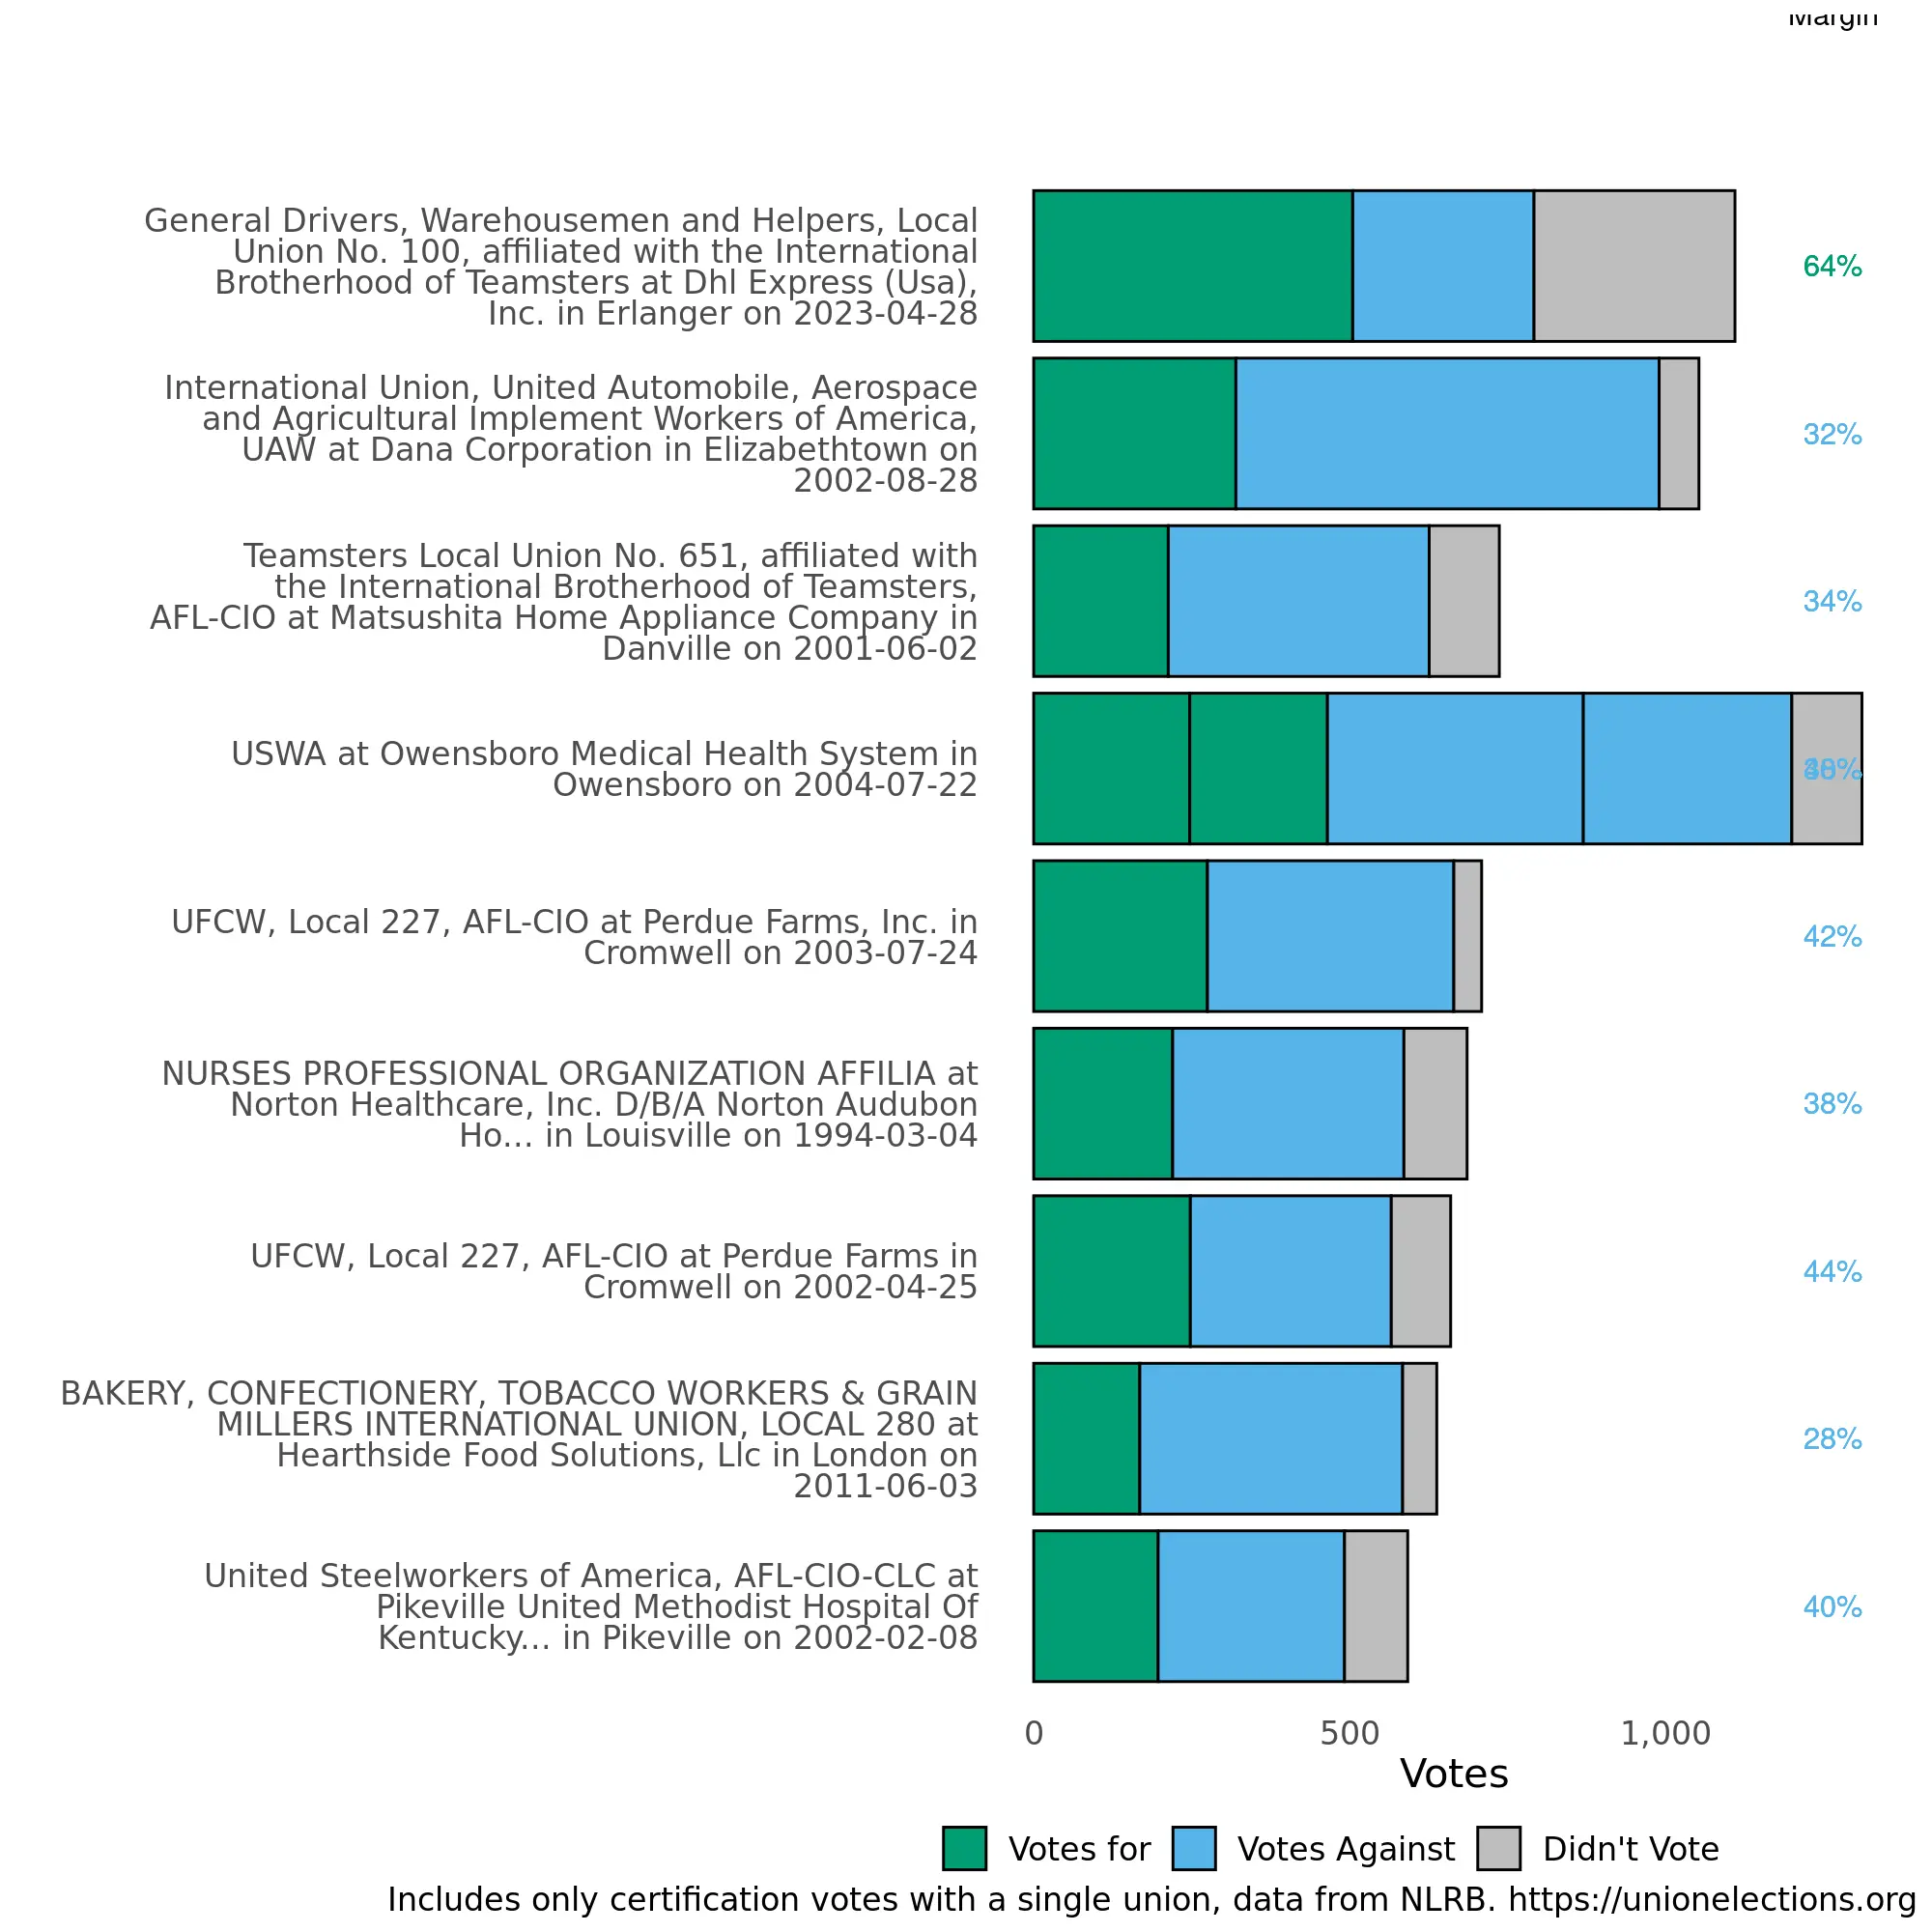 Margin
General Drivers, Warehousemen and Helpers, Local
Union No. 100, affiliated with the International
Brotherhood of Teamsters at Dhl Express (Usa),
Inc. in Erlanger on 2023-04-28
64%
International Union, United Automobile, Aerospace
and Agricultural Implement Workers of America,
UAW at Dana Corporation in Elizabethtown on
2002-08-28
32%
Teamsters Local Union No. 651, affiliated with
the International Brotherhood of Teamsters,
AFL-CIO at Matsushita Home Appliance Company in
Danville on 2001-06-02
34%
USWA at Owensboro Medical Health System in
Owensboro on 2004-07-22
UFCW, Local 227, AFL-CIO at Perdue Farms, Inc. in
Cromwell on 2003-07-24
42%
NURSES PROFESSIONAL ORGANIZATION AFFILIA at
Norton Healthcare, Inc. D/B/A Norton Audubon
Ho... in Louisville on 1994-03-04
38%
UFCW, Local 227, AFL-CIO at Perdue Farms in
Cromwell on 2002-04-25
44%
BAKERY, CONFECTIONERY, TOBACCO WORKERS & GRAIN
MILLERS INTERNATIONAL UNION, LOCAL 280 at
Hearthside Food Solutions, Llc in London on
2011-06-03
28%
United Steelworkers of America, AFL-CIO-CLC at
Pikeville United Methodist Hospital Of
Kentucky... in Pikeville on 2002-02-08
40%
0 500 1,000
Votes
Votes for Votes Against Didn't Vote
Includes only certification votes with a single union, data from NLRB. https://unionelections.org